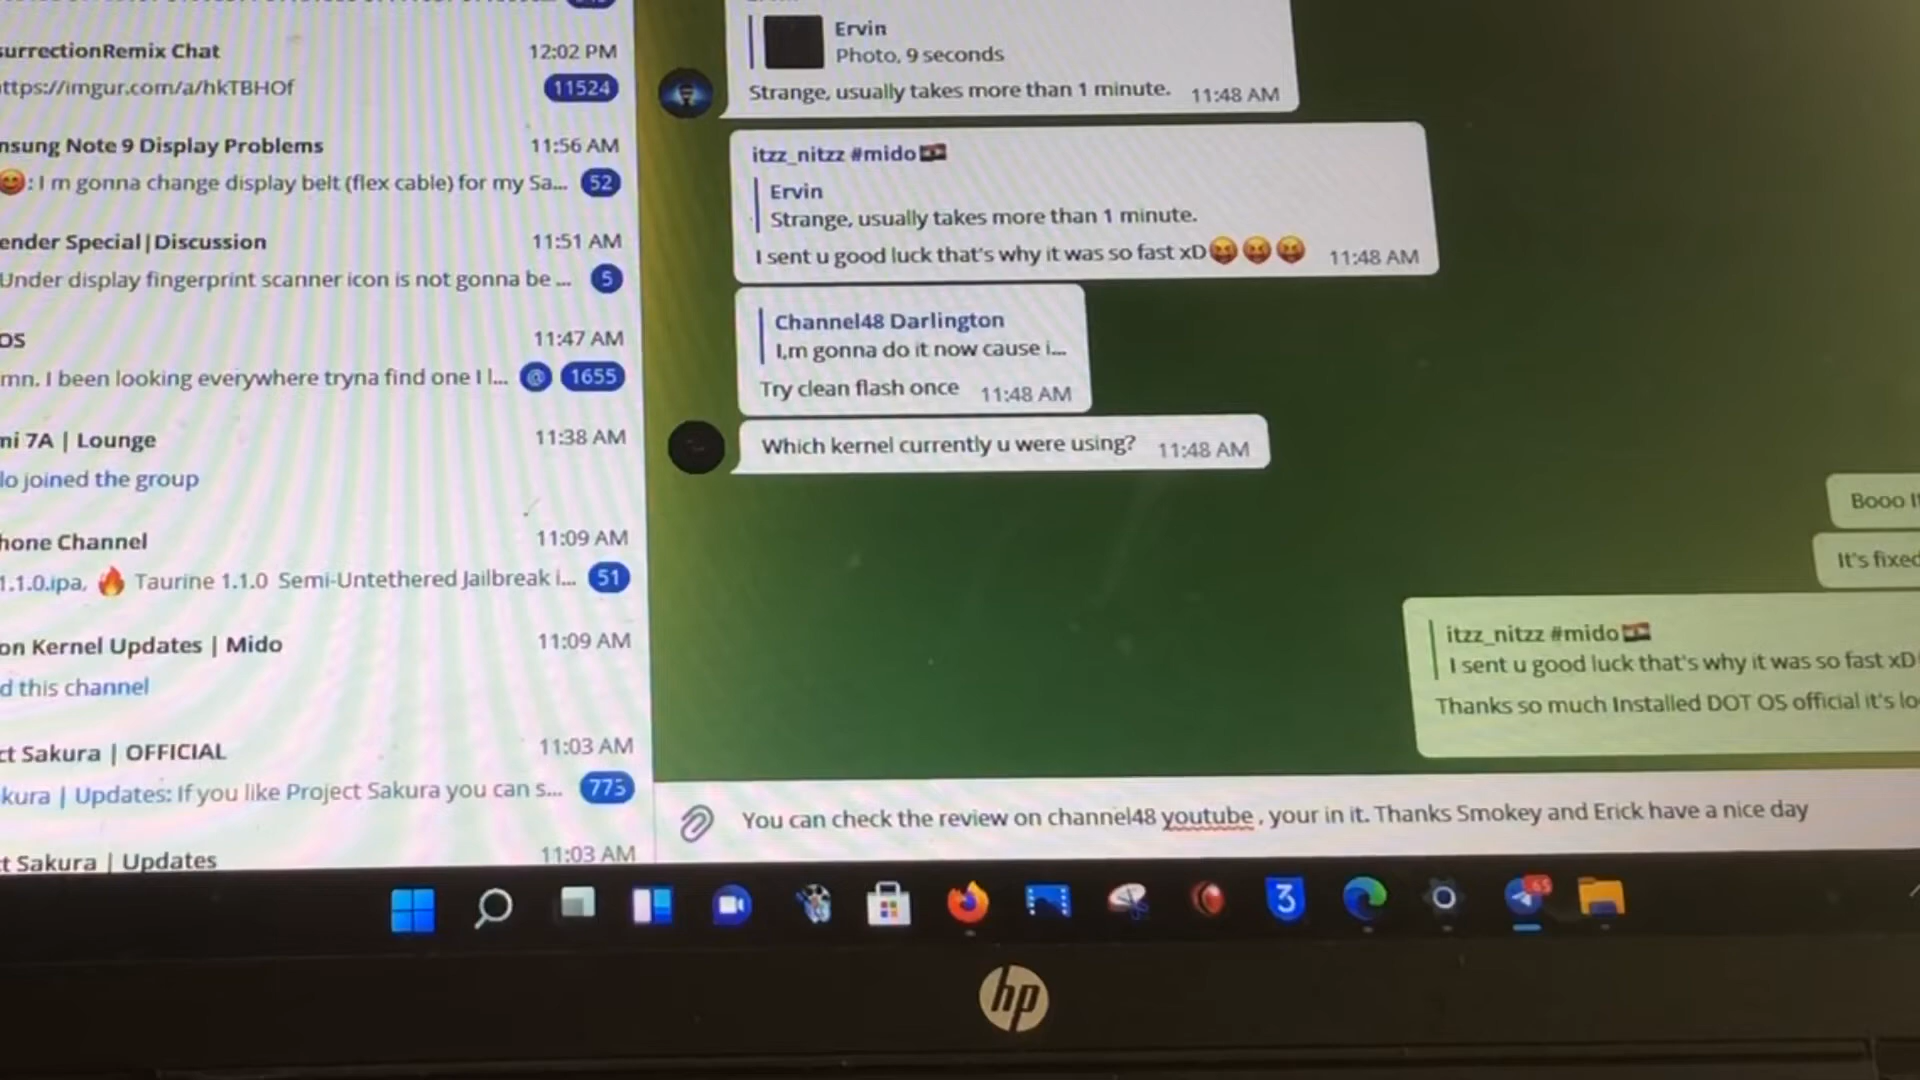 surrectionRemix Chat 12:02 PM
ttps://imgur.com/a/hkTBHOf 11524
nsung Note 9 Display Problems 11:56 AM
: I m gonna change display belt (flex cable) for my Sa... 52
ender Special|Discussion 11:51 AM
Under display fingerprint scanner icon is not gonna be ... 5
OS 11:47 AM
mn. I been looking everywhere tryna find one I l... @ 1655
ni 7A | Lounge 11:38 AM
lo joined the group
hone Channel 11:09 AM
1.1.0.ipa, 🔥 Taurine 1.1.0 Semi-Untethered Jailbreak i... 51
on Kernel Updates | Mido 11:09 AM
d this channel
ct Sakura | OFFICIAL 11:03 AM
kura | Updates: If you like Project Sakura you can s... 775
t Sakura | Updates 11:03 AM
Ervin
Photo, 9 seconds
Strange, usually takes more than 1 minute. 11:48 AM
itzz_nitzz #mido
Ervin
Strange, usually takes more than 1 minute.
I sent u good luck that's why it was so fast xD😝😝😝 11:48 AM
Channel48 Darlington
I,m gonna do it now cause i...
Try clean flash once 11:48 AM
Which kernel currently u were using? 11:48 AM
Booo I
It's fixed
itzz_nitzz #mido
I sent u good luck that's why it was so fast xD
Thanks so much Installed DOT OS official it's lo
You can check the review on channel48 youtube , your in it. Thanks Smokey and Erick have a nice day
3
65
hp